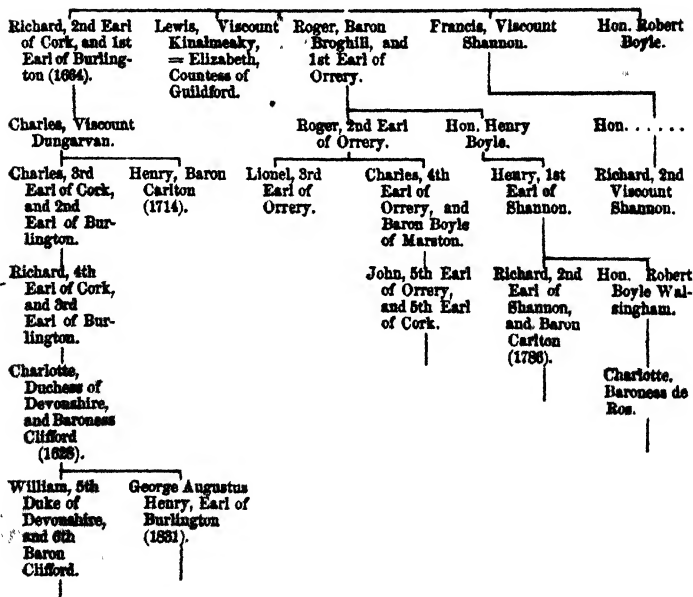 Richard, 2nd Earl
of Cork, and 1st
Earl of Burling-
ton (1664).
Lewis, Viscount
Kinalmeaky,
= Elizabeth,
Countess of
Guildford.
Roger, Baron
Broghill, and
1st Earl of
Orrery.
Francis, Viscount
Shannon.
Hon. Robert
Boyle.
Charles, Viscount
Dungarvan.
Roger, 2nd Earl
of Orrery.
Hon. Henry
Boyle.
Hon. . . . . . .
Charles, 3rd
Earl of Cork,
and 2nd
Earl of Bur-
lington.
Henry, Baron
Carlton
(1714).
Lionel, 3rd
Earl of
Orrery.
Charles, 4th
Earl of
Orrery, and
Baron Boyle
of Marston.
Henry, 1st
Earl of
Shannon.
Richard, 2nd
Viscount
Shannon.
Richard, 4th
Earl of Cork,
and 3rd
Earl of Bur-
lington.
John, 5th Earl
of Orrery,
and 5th Earl
of Cork.
Richard, 2nd
Earl of
Shannon,
and Baron
Carlton
(1786).
Hon. Robert
Boyle Wal-
singham.
Charlotte,
Duchess of
Devonshire,
and Baroness
Clifford
(1628).
Charlotte.
Baroness de
Ros.
William, 5th
Duke of
Devonshire,
and 6th
Baron
Clifford.
George Augustus
Henry, Earl of
Burlington
(1831).